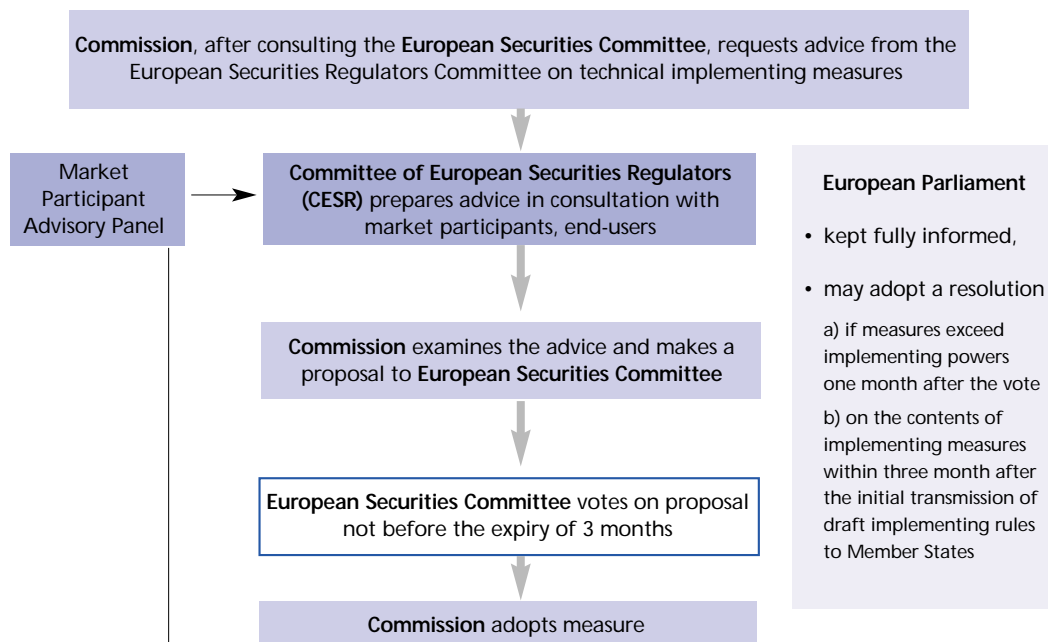 Commission, after consulting the European Securities Committee, requests advice from the
European Securities Regulators Committee on technical implementing measures
Market
Participant
Advisory Panel
Committee of European Securities Regulators
(CESR) prepares advice in consultation with
market participants, end-users
Commission examines the advice and makes a
proposal to European Securities Committee
European Securities Committee votes on proposal
not before the expiry of 3 months
Commission adopts measure
European Parliament
• kept fully informed,
• may adopt a resolution
a) if measures exceed
implementing powers
one month after the vote
b) on the contents of
implementing measures
within three month after
the initial transmission of
draft implementing rules
to Member States